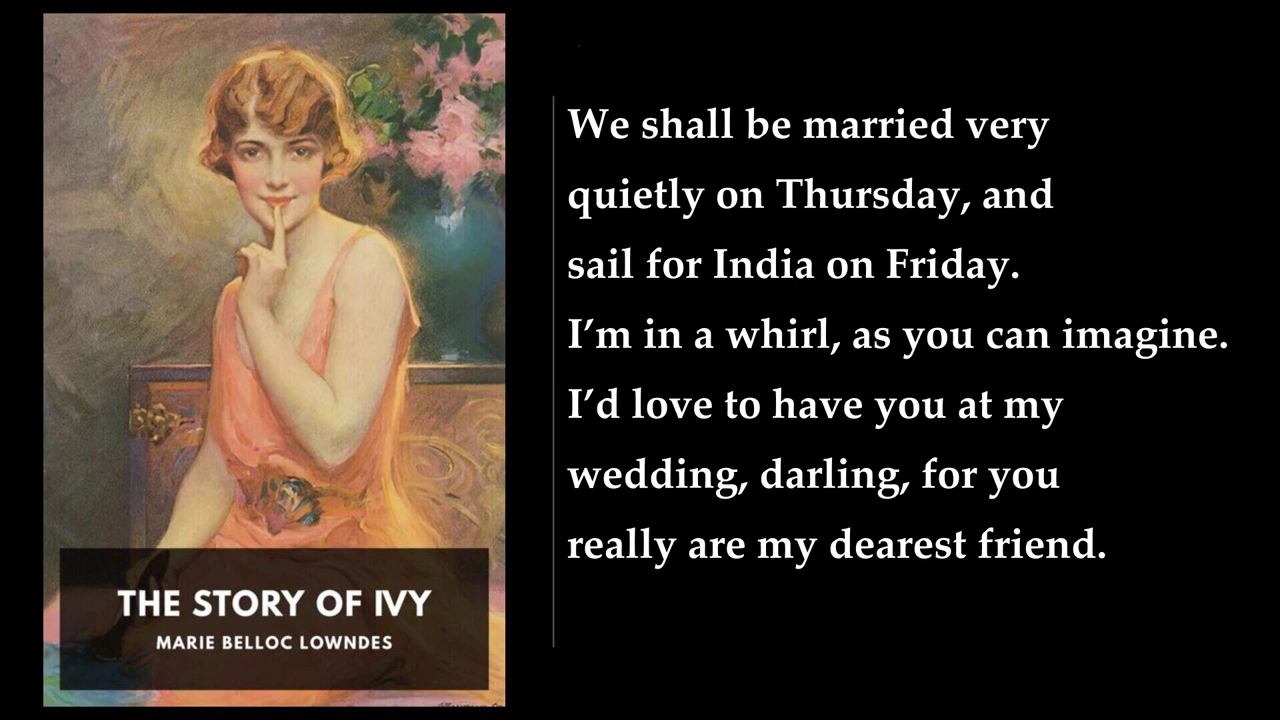 THE STORY OF IVY
MARIE BELLOC LOWNDES
We shall be married very
quietly on Thursday, and
sail for India on Friday.
I’m in a whirl, as you can imagine.
I’d love to have you at my
wedding, darling, for you
really are my dearest friend.